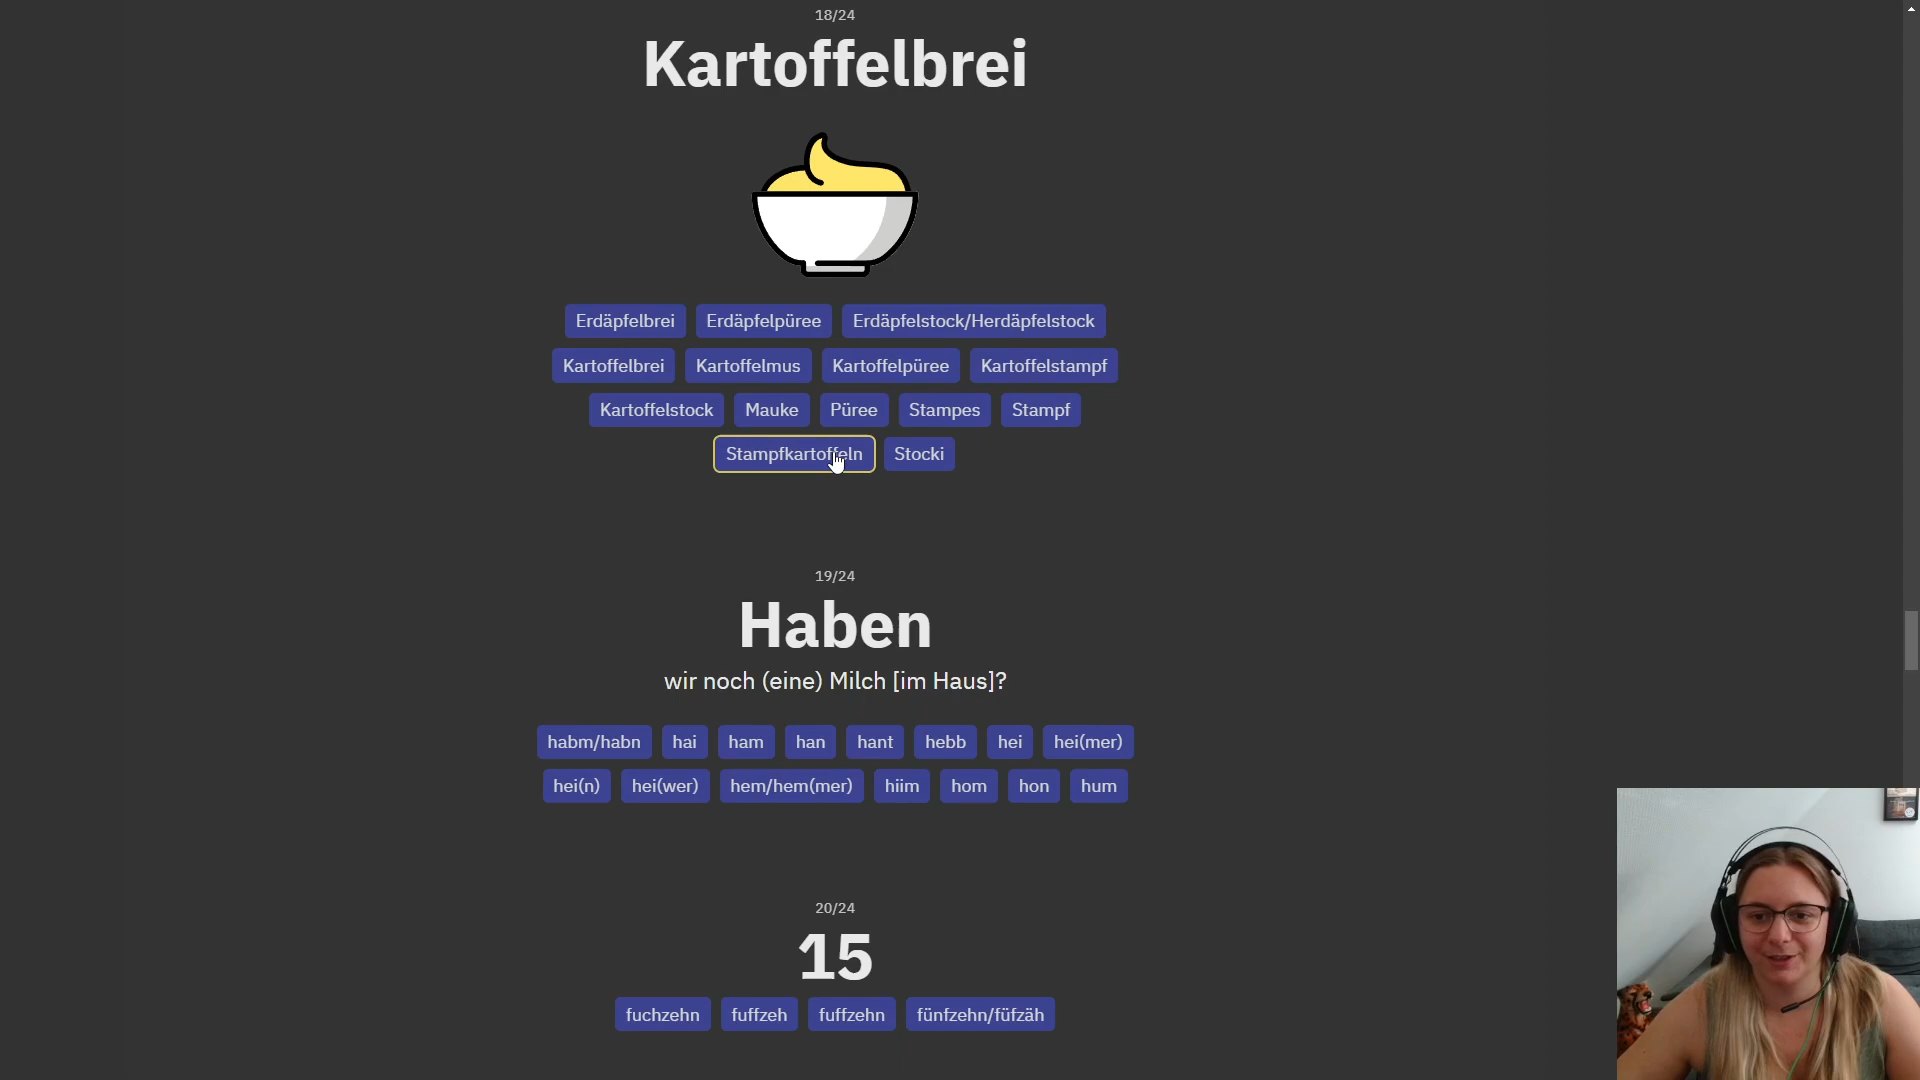 18/24
Kartoffelbrei
Erdäpfelbrei Erdäpfelpüree Erdäpfelstock/Herdäpfelstock
Kartoffelbrei Kartoffelmus Kartoffelpüree Kartoffelstampf
Kartoffelstock Mauke Püree Stampes Stampf
Stampfkartoffeln Stocki
19/24
Haben
wir noch (eine) Milch [im Haus]?
habm/habn hai ham han hant hebb hei hei(mer)
hei(n) hei(wer) hem/hem(mer) hiim hom hon hum
20/24
15
fuchzehn fuffzeh fuffzehn fünfzehn/füfzäh